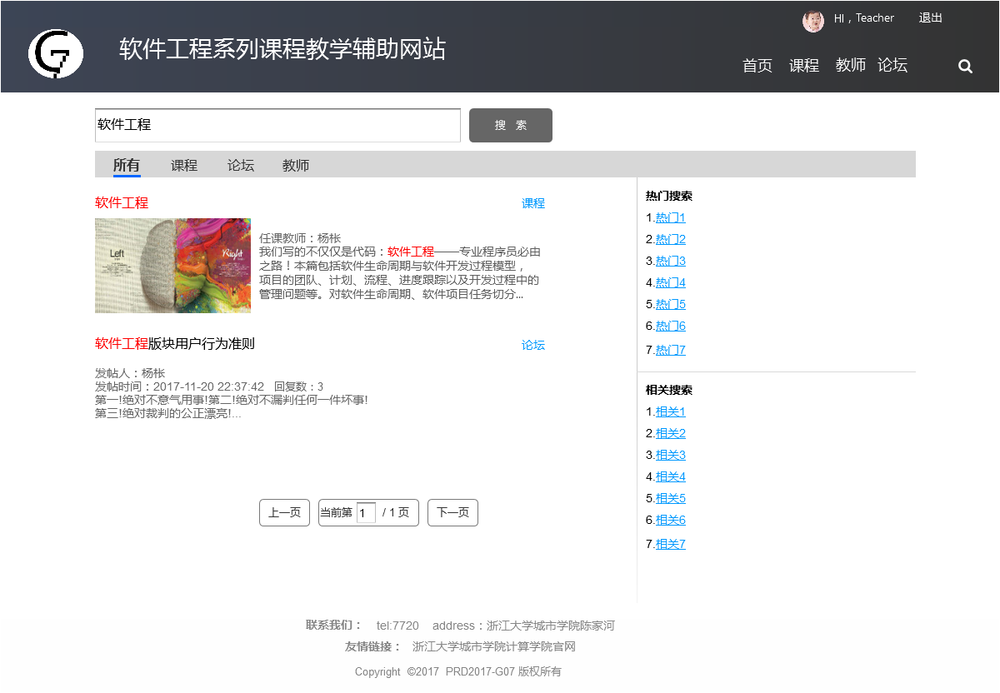 HI，Teacher 退出
软件工程系列课程教学辅助网站
首页 课程 教师 论坛
软件工程 搜 索
所有 课程 论坛 教师
软件工程 课程
Left
Right
任课教师：杨枨
我们写的不仅仅是代码：软件工程——专业程序员必由
之路！本篇包括软件生命周期与软件开发过程模型，
项目的团队、计划、流程、进度跟踪以及开发过程中的
管理问题等。对软件生命周期、软件项目任务切分...
软件工程版块用户行为准则 论坛
发帖人：杨枨
发帖时间：2017-11-20 22:37:42 回复数：3
第一!绝对不意气用事!第二!绝对不漏判任何一件坏事!
第三!绝对裁判的公正漂亮!...
上一页 当前第 1 / 1 页 下一页
热门搜索
1.热门1
2.热门2
3.热门3
4.热门4
5.热门5
6.热门6
7.热门7
相关搜索
1.相关1
2.相关2
3.相关3
4.相关4
5.相关5
6.相关6
7.相关7
联系我们： tel:7720 address：浙江大学城市学院陈家河
友情链接： 浙江大学城市学院计算学院官网
Copyright ©2017 PRD2017-G07 版权所有